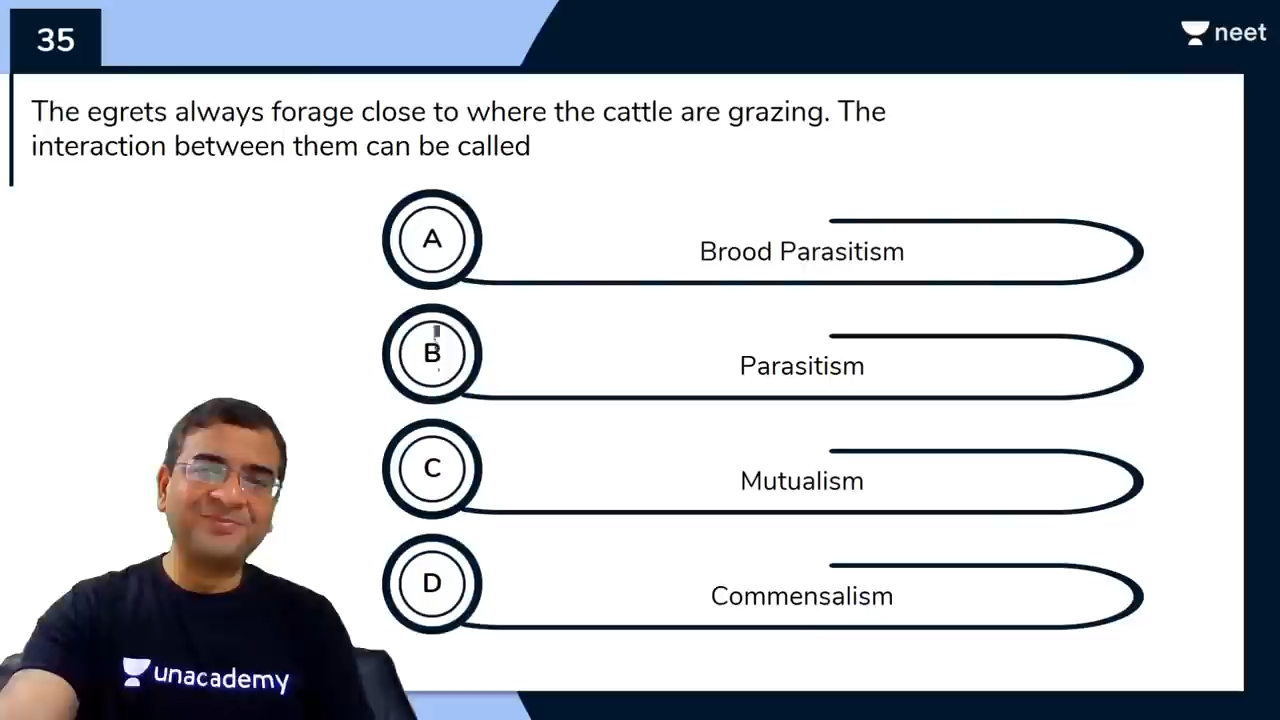 35
neet
The egrets always forage close to where the cattle are grazing. The
interaction between them can be called
A
Brood Parasitism
B
Parasitism
C
Mutualism
D
Commensalism
unacademy